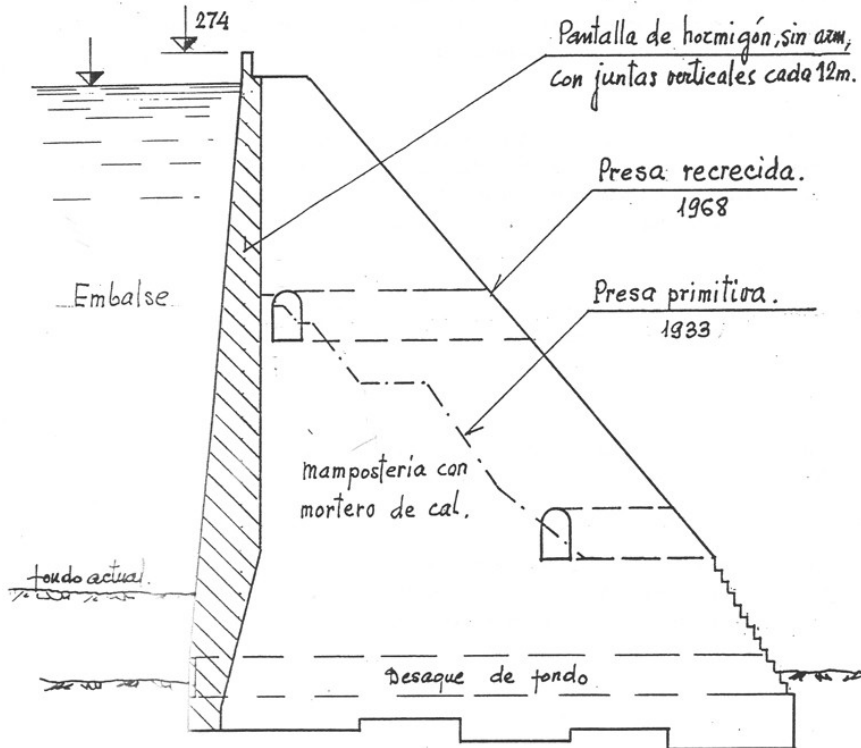 274
Pantalla de hormigón, sin arm,
con juntas verticales cada 12m.
Presa recrecida.
1968
Embalse
Presa primitiva.
1933
mampostería con
mortero de cal.
fondo actual.
Desaque de fondo